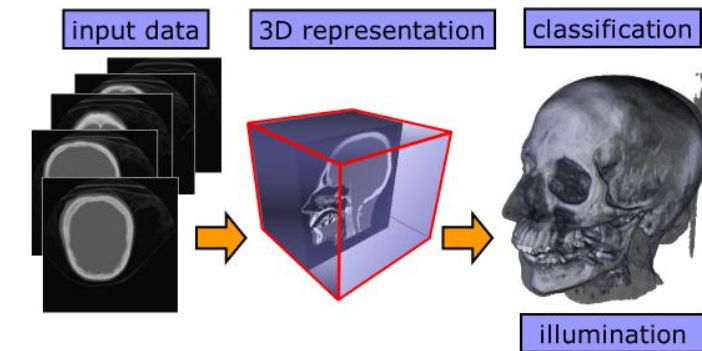 input data
3D representation
classification
illumination